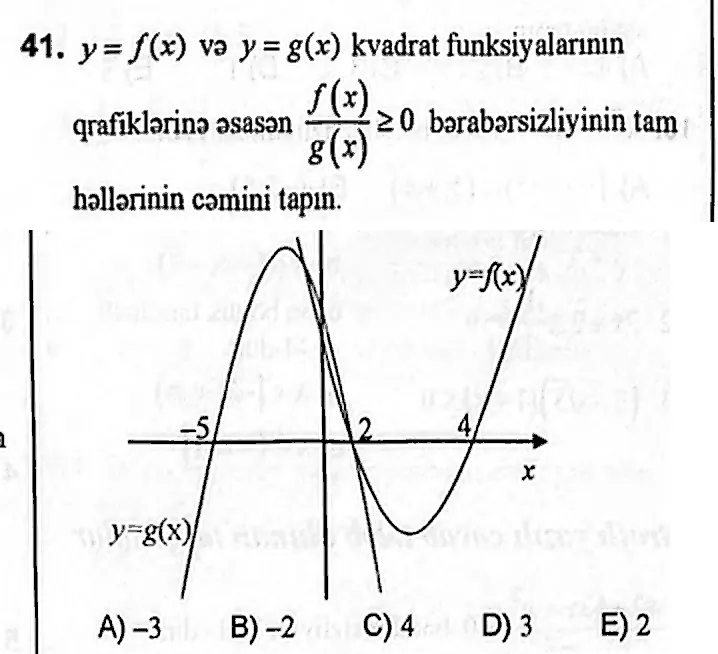 41. y = f(x) və y = g(x) kvadrat funksiyalarının
qrafiklərinə əsasən f(x)/g(x) ≥ 0 bərabərsizliyinin tam
həllərinin cəmini tapın.
y=f(x)
−5 2 4
x
y=g(x)
A) −3 B) −2 C) 4 D) 3 E) 2